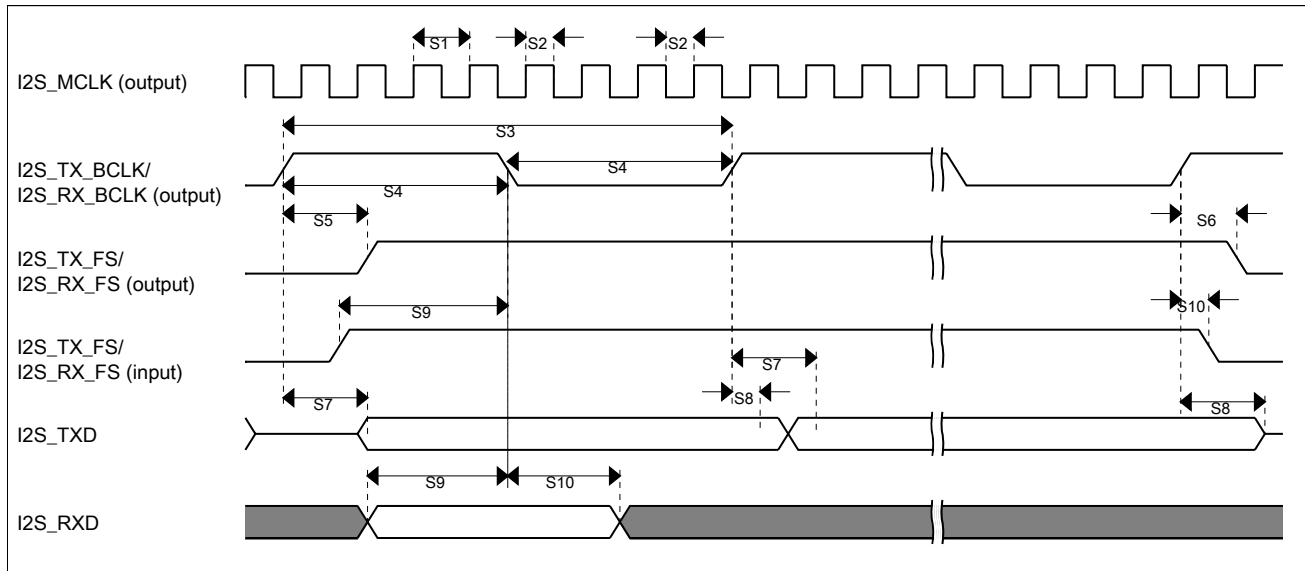 S1
S2
S2
I2S_MCLK (output)
S3
I2S_TX_BCLK/
I2S_RX_BCLK (output)
S4
S4
S5
S6
I2S_TX_FS/
I2S_RX_FS (output)
S9
S10
I2S_TX_FS/
I2S_RX_FS (input)
S7
S7
S8
S8
I2S_TXD
S9
S10
I2S_RXD